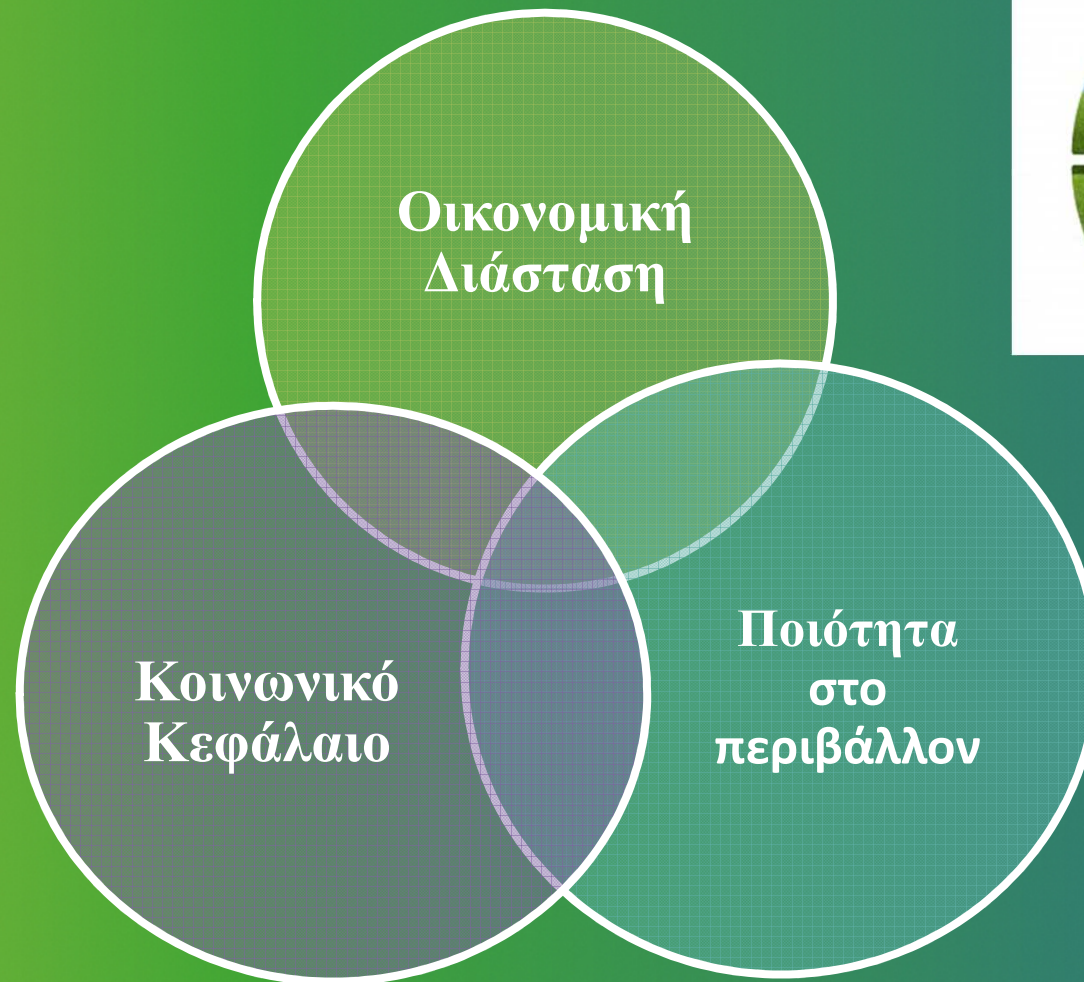 Οικονομική
Διάσταση
Κοινωνικό
Κεφάλαιο
Ποιότητα
στο
περιβάλλον